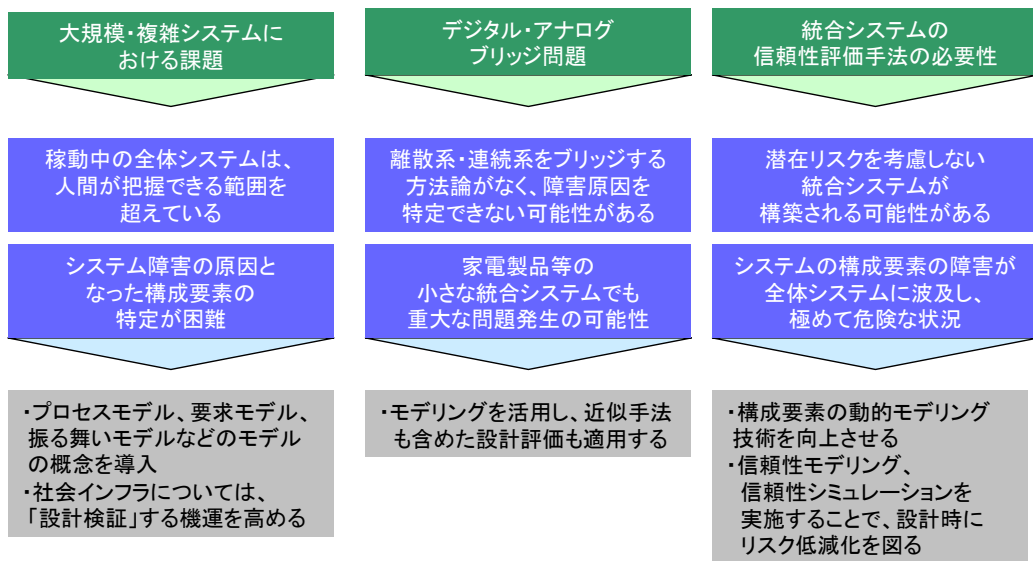 大規模・複雑システムに
おける課題
稼動中の全体システムは、
人間が把握できる範囲を
超えている
システム障害の原因と
なった構成要素の
特定が困難
・プロセスモデル、要求モデル、
振る舞いモデルなどのモデル
の概念を導入
・社会インフラについては、
「設計検証」する機運を高める
デジタル・アナログ
ブリッジ問題
離散系・連続系をブリッジする
方法論がなく、障害原因を
特定できない可能性がある
家電製品等の
小さな統合システムでも
重大な問題発生の可能性
・モデリングを活用し、近似手法
も含めた設計評価も適用する
統合システムの
信頼性評価手法の必要性
潜在リスクを考慮しない
統合システムが
構築される可能性がある
システムの構成要素の障害が
全体システムに波及し、
極めて危険な状況
・構成要素の動的モデリング
技術を向上させる
・信頼性モデリング、
信頼性シミュレーションを
実施することで、設計時に
リスク低減化を図る